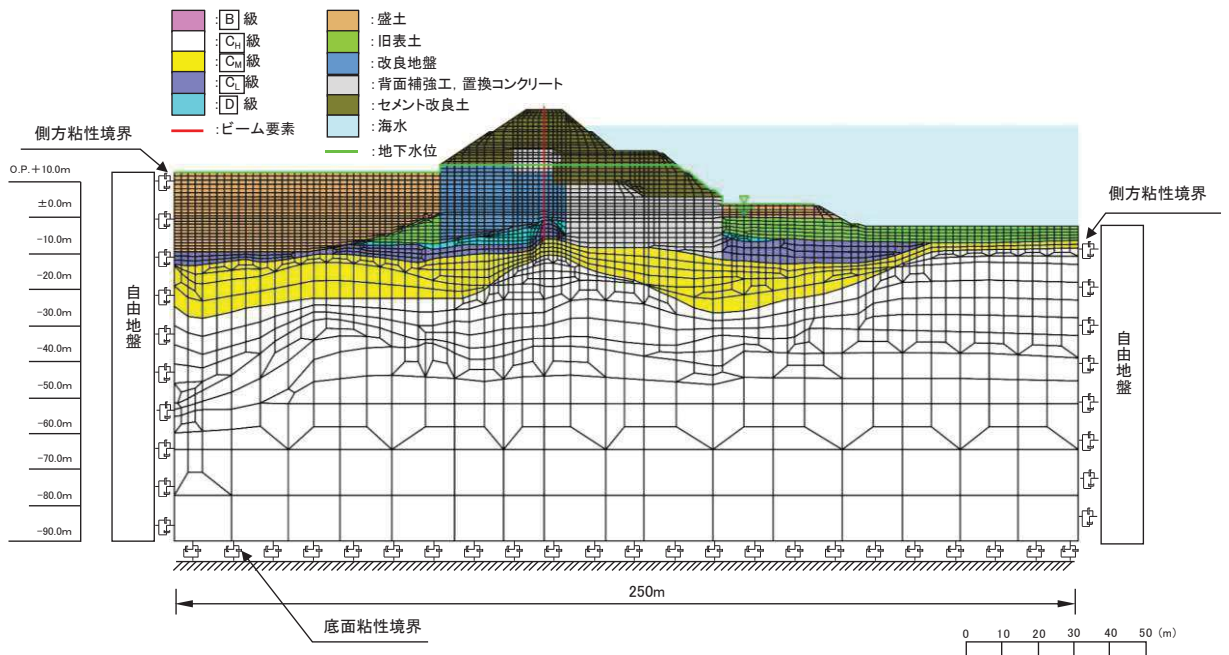 : B 級
: CH 級
: CM 級
: CL 級
: D 級
: ビーム要素
: 盛土
: 旧表土
: 改良地盤
: 背面補強工，置換コンクリート
: セメント改良土
: 海水
: 地下水位
側方粘性境界
側方粘性境界
O.P.+10.0m
±0.0m
-10.0m
-20.0m
-30.0m
-40.0m
-50.0m
-60.0m
-70.0m
-80.0m
-90.0m
自由地盤
自由地盤
250m
底面粘性境界
0 10 20 30 40 50 (m)